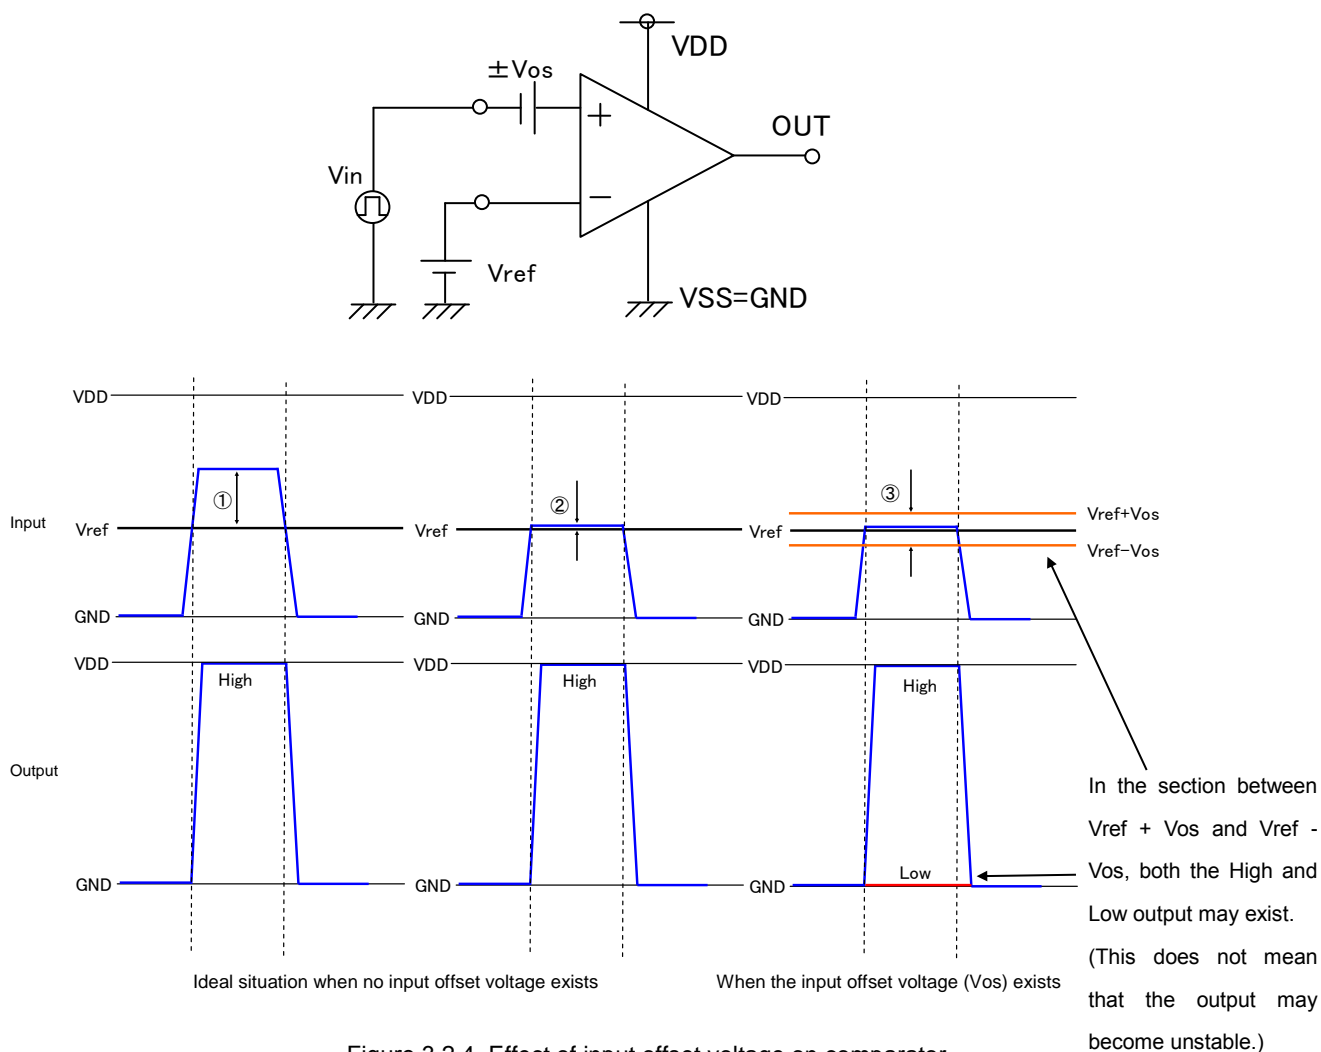 VDD
±Vos
+
OUT
Vin
−
Vref
VSS=GND
VDD
VDD
VDD
①
②
③
Input
Vref
Vref
Vref
Vref+Vos
Vref−Vos
GND
GND
GND
VDD
VDD
VDD
High
High
High
Output
Low
GND
GND
GND
In the section between
Vref + Vos and Vref -
Vos, both the High and
Low output may exist.
(This does not mean
that the output may
become unstable.)
Ideal situation when no input offset voltage exists
When the input offset voltage (Vos) exists